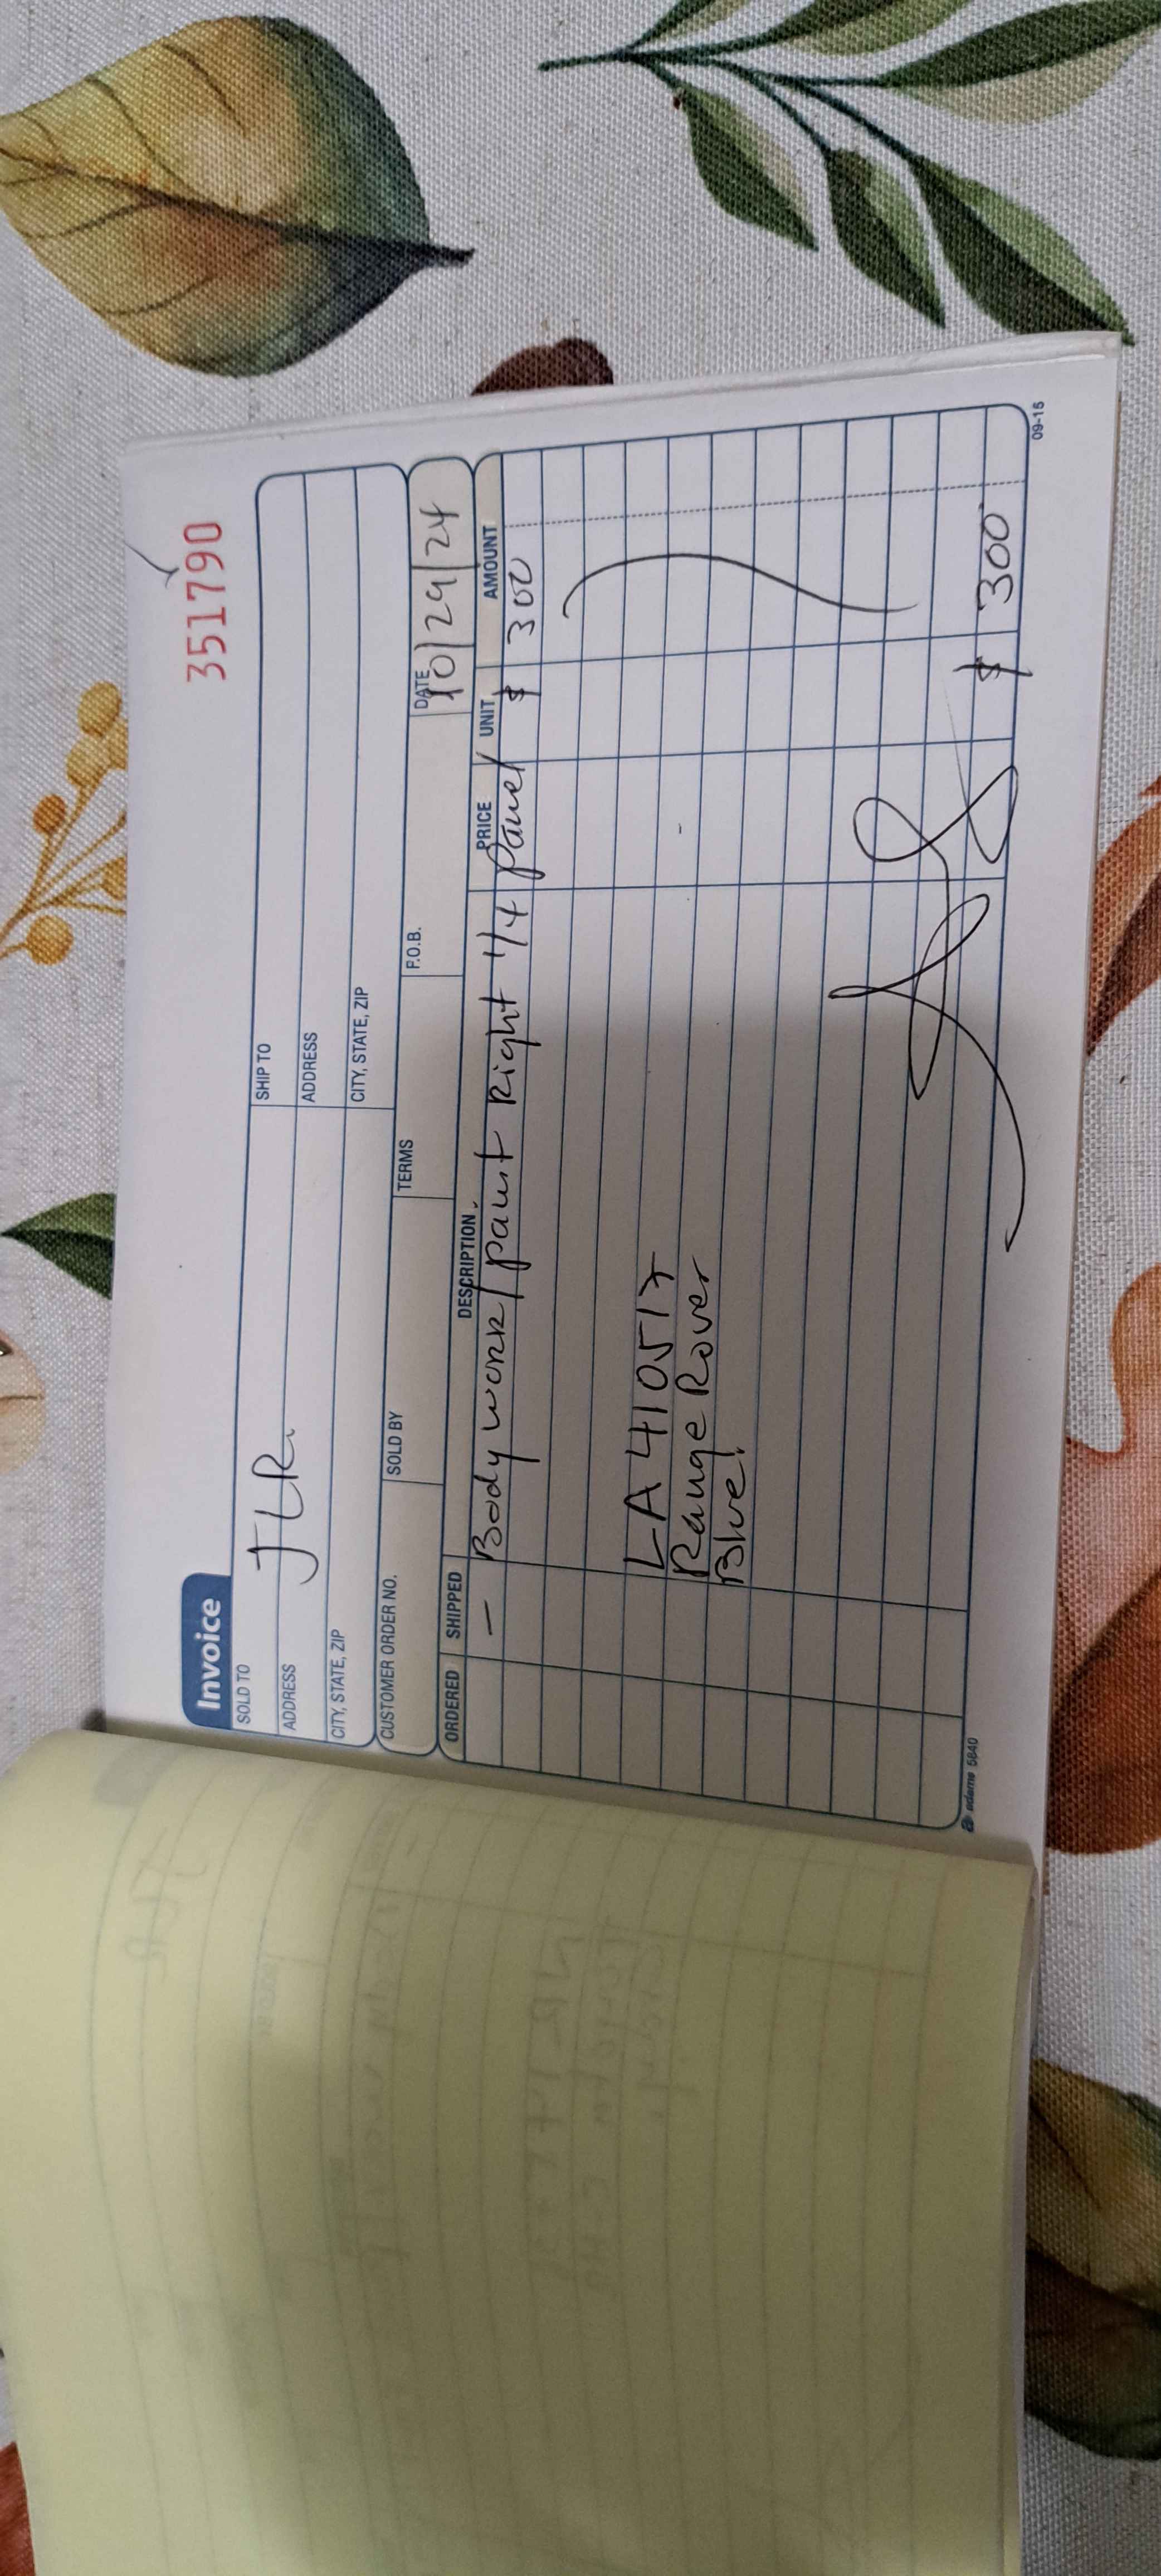 351790
Invoice
SOLD TO JLR.
SHIP TO
ADDRESS
ADDRESS
CITY, STATE, ZIP
CITY, STATE, ZIP
CUSTOMER ORDER NO.
SOLD BY
TERMS
F.O.B.
DATE 10/29/24
ORDERED SHIPPED DESCRIPTION PRICE UNIT AMOUNT
— Body work/paint Right 1/4 Panel $ 300
LA 410517
Range Rover
Blue.
$ 300
adams 5840
09-15